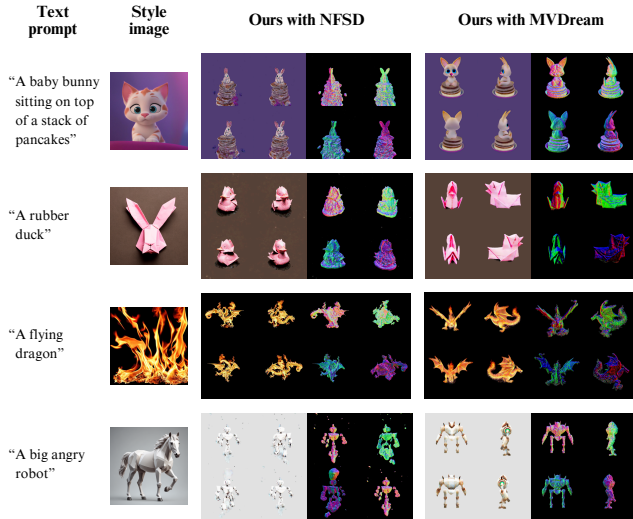 Text prompt
Style image
Ours with NFSD
Ours with MVDream
“A baby bunny
sitting on top
of a stack of
pancakes”
“A rubber
duck”
“A flying
dragon”
“A big angry
robot”